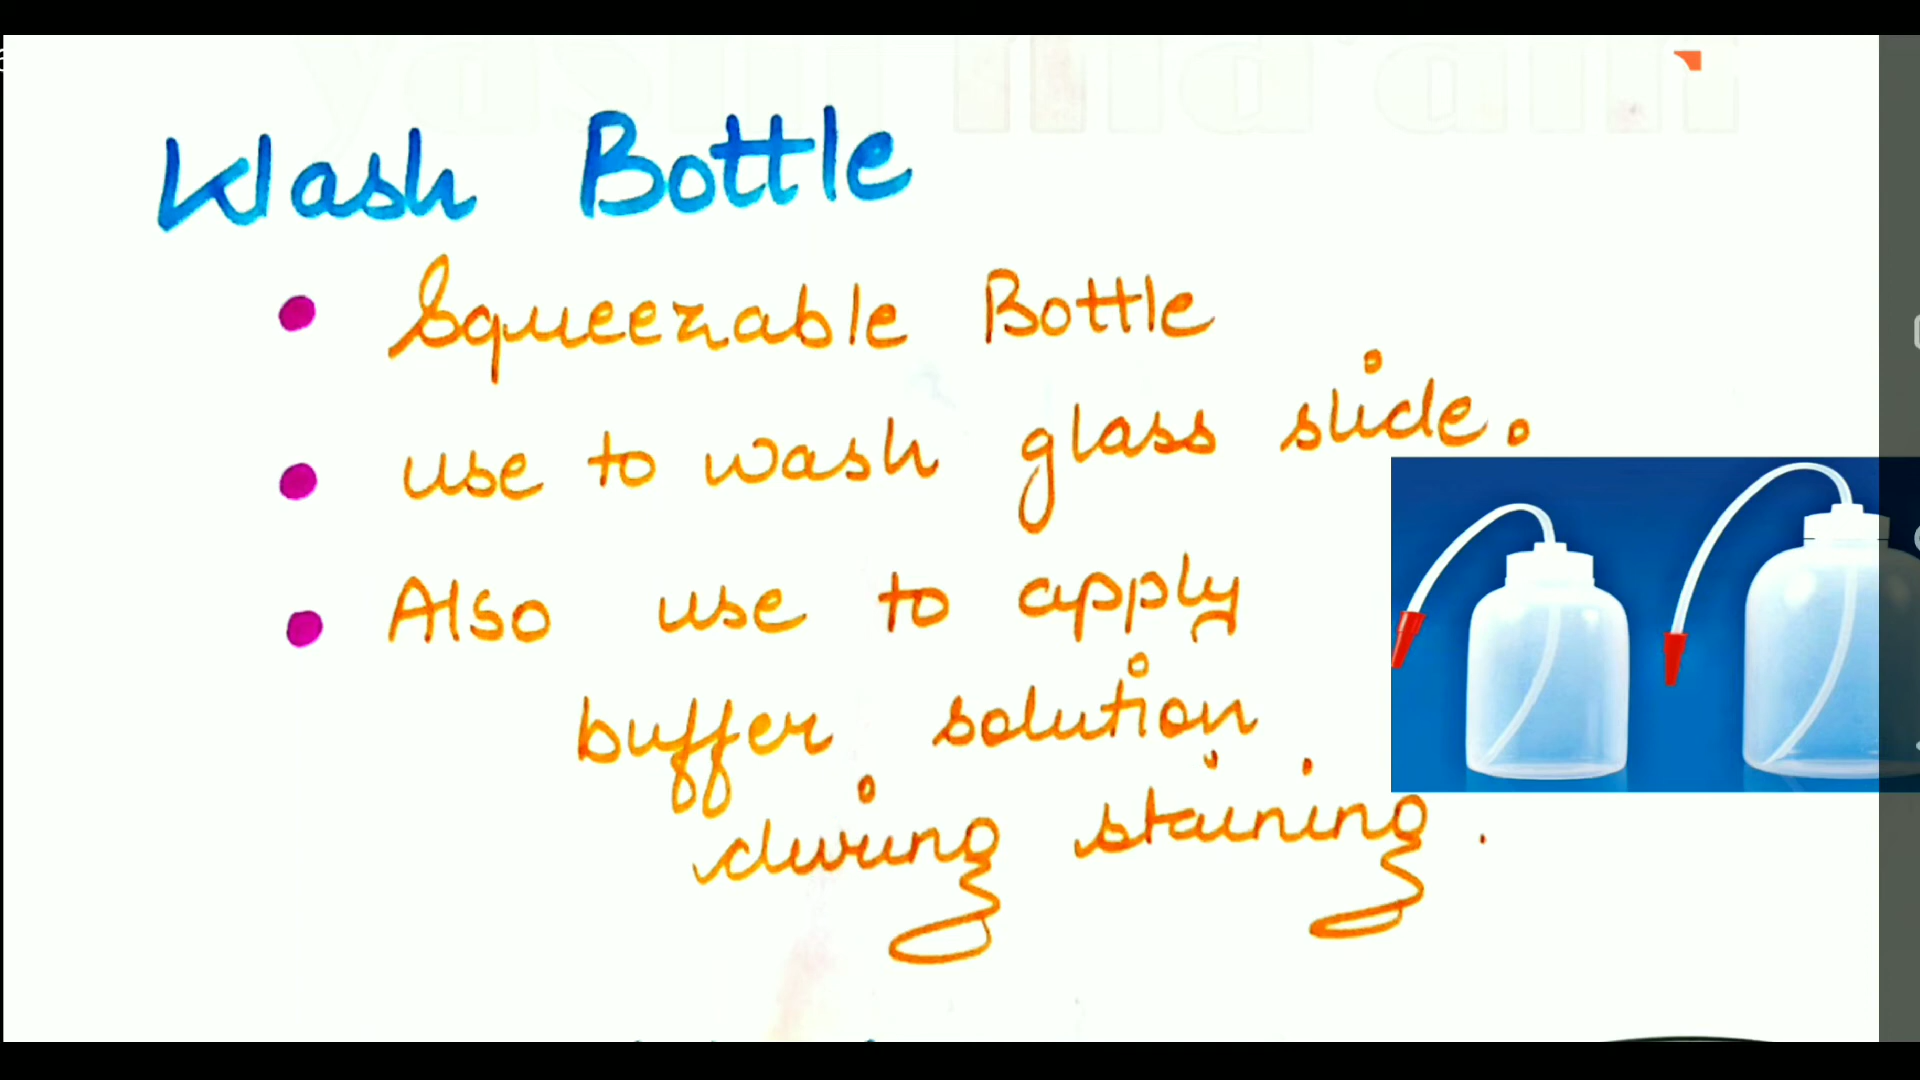 Wash Bottle
• Squeezable Bottle
• use to wash glass slide.
• Also use to apply
buffer solution
during staining.